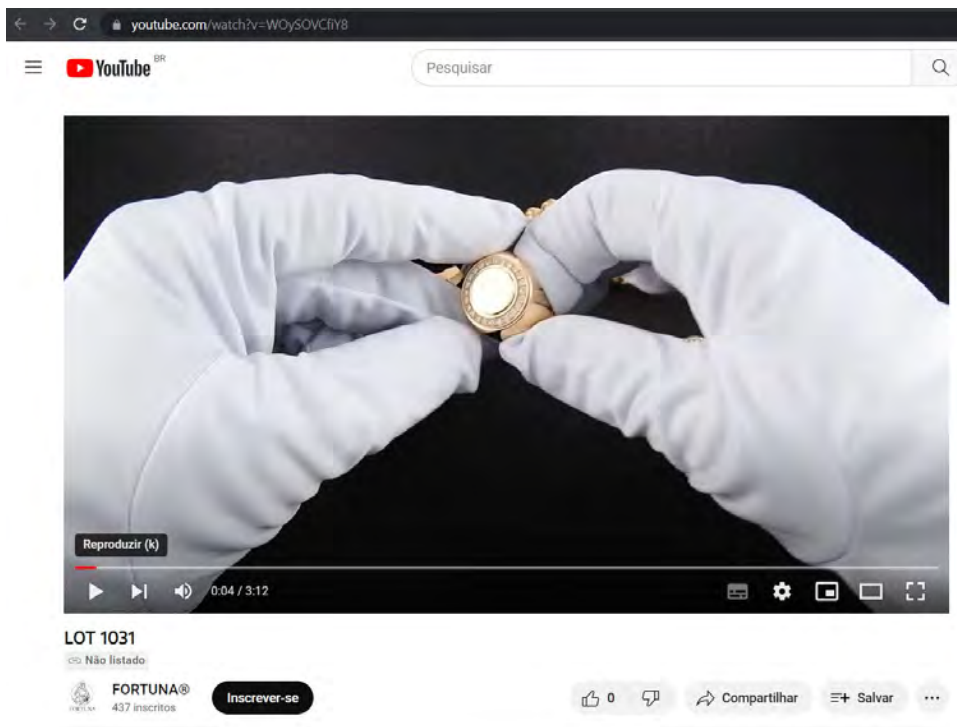 youtube.com/watch?v=WOySOVCfiY8
YouTube BR
Pesquisar
Reproduzir (k)
0:04 / 3:12
LOT 1031
Não listado
FORTUNA®
437 inscritos
Inscrever-se
0
Compartilhar
Salvar
FORTUNA